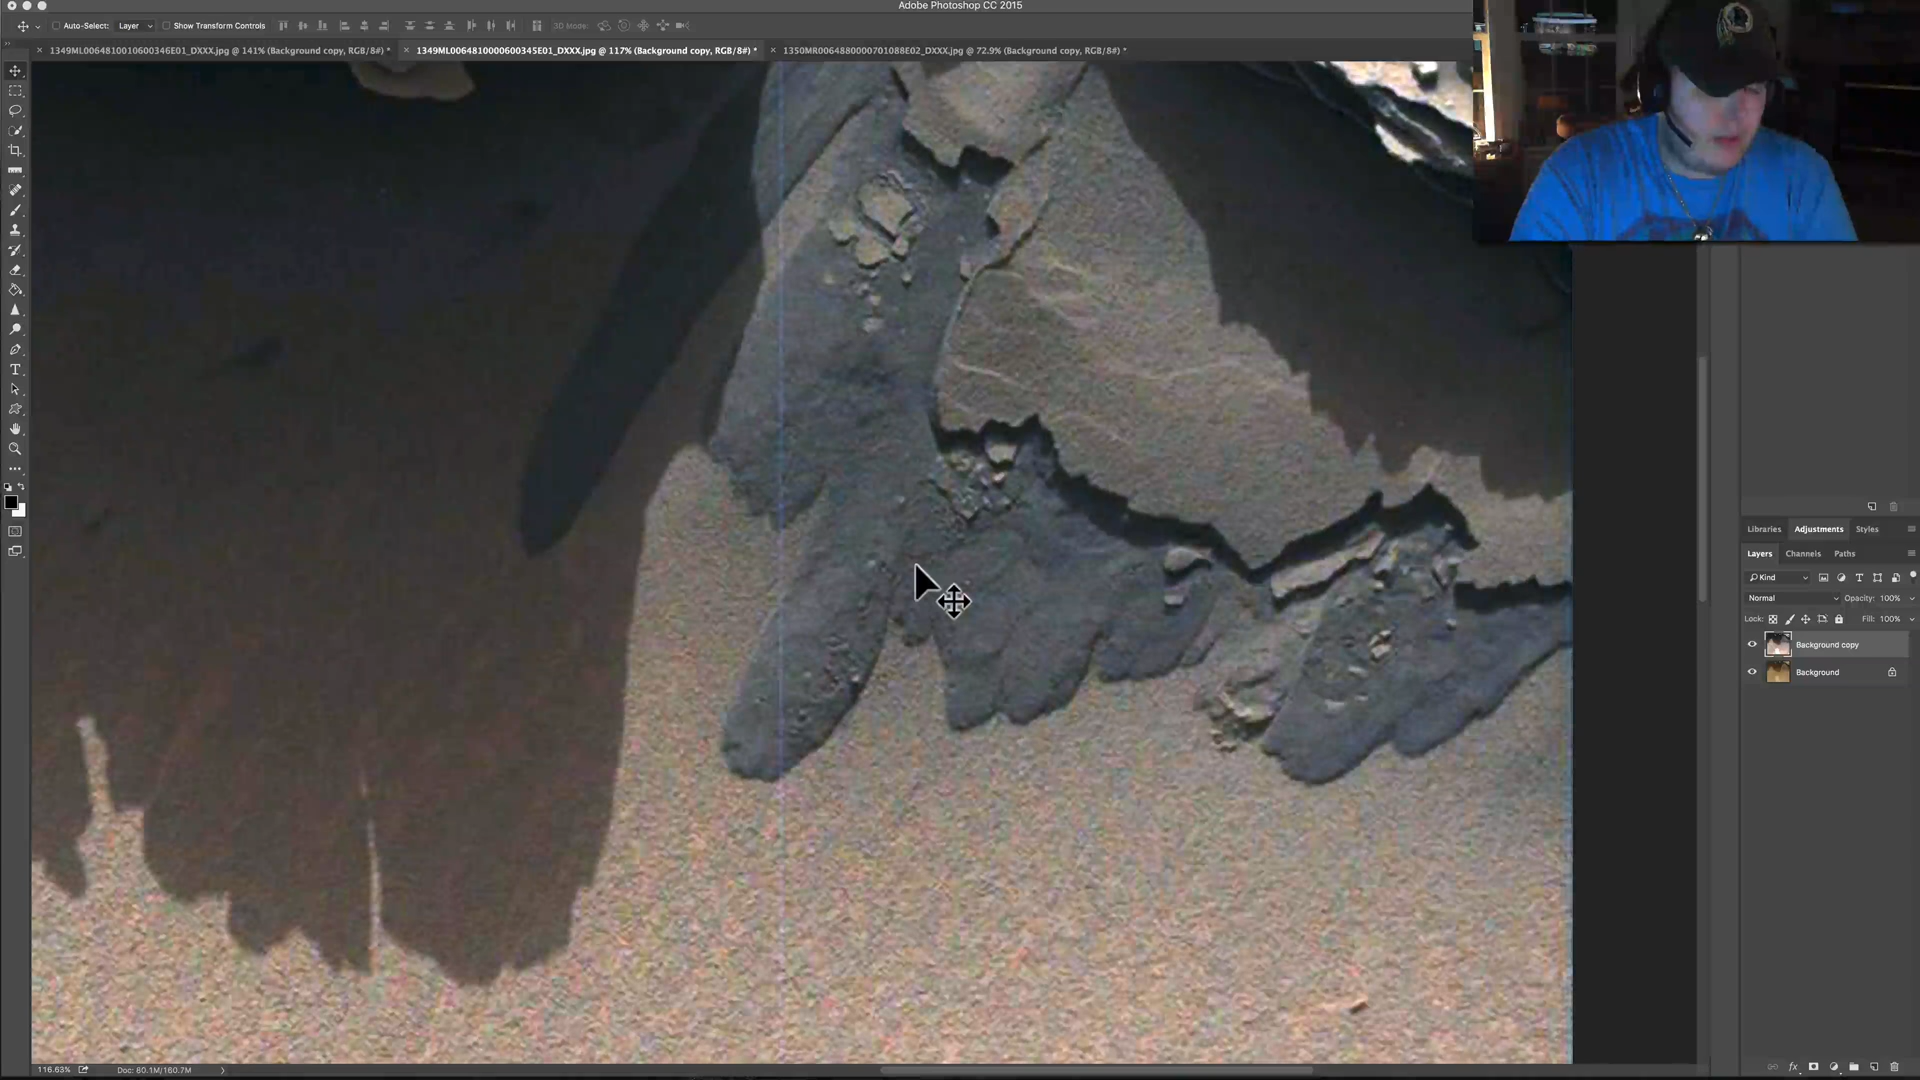 Adobe Photoshop CC 2015
Auto-Select: Layer Show Transform Controls 3D Mode:
1349ML0064810010600346E01_DXXX.jpg @ 141% (Background copy, RGB/8#) *
1349ML0064810000600345E01_DXXX.jpg @ 117% (Background copy, RGB/8#) *
1350MR0064880000701088E02_DXXX.jpg @ 72.9% (Background copy, RGB/8#) *
Libraries Adjustments Styles
Layers Channels Paths
Kind
Normal Opacity: 100%
Lock: Fill: 100%
Background copy
Background
116.63% Doc: 80.1M/160.7M